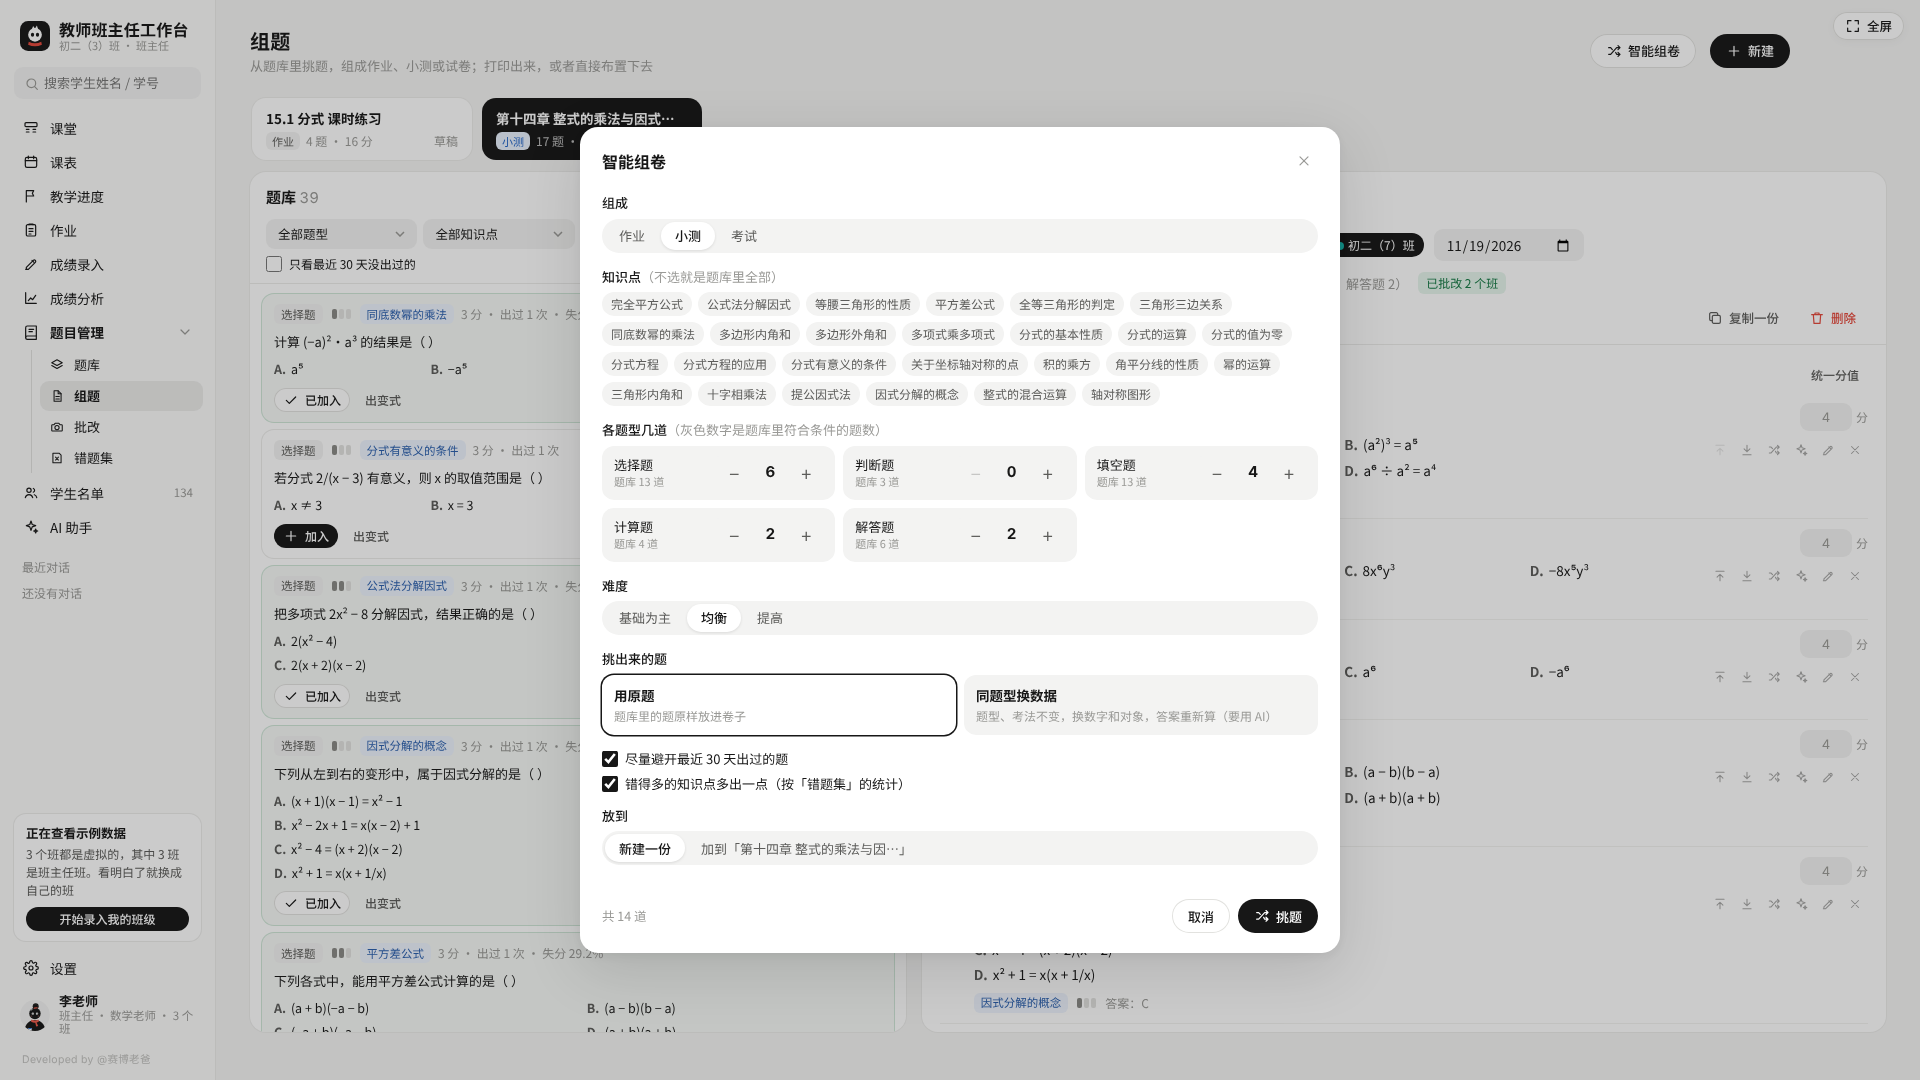 教师班主任工作台
初二（3）班 · 班主任
搜索学生姓名 / 学号
课堂
课表
教学进度
作业
成绩录入
成绩分析
题目管理
题库
组题
批改
错题集
学生名单 134
AI 助手
最近对话
还没有对话
正在查看示例数据
3 个班都是虚拟的，其中 3 班
是班主任班。看明白了就换成
自己的班
开始录入我的班级
设置
李老师
班主任 · 数学老师 · 3 个
班
Developed by @赛博老爸
组题
从题库里挑题，组成作业、小测或试卷；打印出来，或者直接布置下去
智能组卷
新建
全屏
15.1 分式 课时练习
作业 4 题 · 16 分 草稿
第十四章 整式的乘法与因式…
小测 17 题 ·
题库 39
全部题型
全部知识点
只看最近 30 天没出过的
选择题 同底数幂的乘法 3 分 · 出过 1 次 · 失
计算 (−a)² · a³ 的结果是（ ）
A. a⁵
B. −a⁵
已加入
出变式
选择题 分式有意义的条件 3 分 · 出过 1 次
若分式 2/(x − 3) 有意义，则 x 的取值范围是（ ）
A. x ≠ 3
B. x = 3
加入
出变式
选择题 公式法分解因式 3 分 · 出过 1 次 · 失
把多项式 2x² − 8 分解因式，结果正确的是（ ）
A. 2(x² − 4)
C. 2(x + 2)(x − 2)
已加入
出变式
选择题 因式分解的概念 3 分 · 出过 1 次 · 失
下列从左到右的变形中，属于因式分解的是（ ）
A. (x + 1)(x − 1) = x² − 1
B. x² − 2x + 1 = x(x − 2) + 1
C. x² − 4 = (x + 2)(x − 2)
D. x² + 1 = x(x + 1/x)
已加入
出变式
选择题 平方差公式 3 分 · 出过 1 次 · 失分 29.2%
下列各式中，能用平方差公式计算的是（ ）
A. (a + b)(−a − b)
B. (a − b)(b − a)
智能组卷
组成
作业
小测
考试
知识点（不选就是题库里全部）
完全平方公式 公式法分解因式 等腰三角形的性质 平方差公式 全等三角形的判定 三角形三边关系
同底数幂的乘法 多边形内角和 多边形外角和 多项式乘多项式 分式的基本性质 分式的运算 分式的值为零
分式方程 分式方程的应用 分式有意义的条件 关于坐标轴对称的点 积的乘方 角平分线的性质 幂的运算
三角形内角和 十字相乘法 提公因式法 因式分解的概念 整式的混合运算 轴对称图形
各题型几道（灰色数字是题库里符合条件的题数）
选择题
题库 13 道
− 6 +
判断题
题库 3 道
− 0 +
填空题
题库 13 道
− 4 +
计算题
题库 4 道
− 2 +
解答题
题库 6 道
− 2 +
难度
基础为主
均衡
提高
挑出来的题
用原题
题库里的题原样放进卷子
同题型换数据
题型、考法不变，换数字和对象，答案重新算（要用 AI）
尽量避开最近 30 天出过的题
错得多的知识点多出一点（按「错题集」的统计）
放到
新建一份
加到「第十四章 整式的乘法与因…」
共 14 道
取消
挑题
初二（7）班
11/19/2026
解答题 2）
已批改 2 个班
复制一份
删除
统一分值
4 分
B. (a²)³ = a⁵
D. a⁶ ÷ a² = a⁴
4 分
C. 8x⁶y³
D. −8x⁵y³
4 分
C. a⁶
D. −a⁶
4 分
B. (a − b)(b − a)
D. (a + b)(a + b)
4 分
D. x² + 1 = x(x + 1/x)
因式分解的概念
答案：C